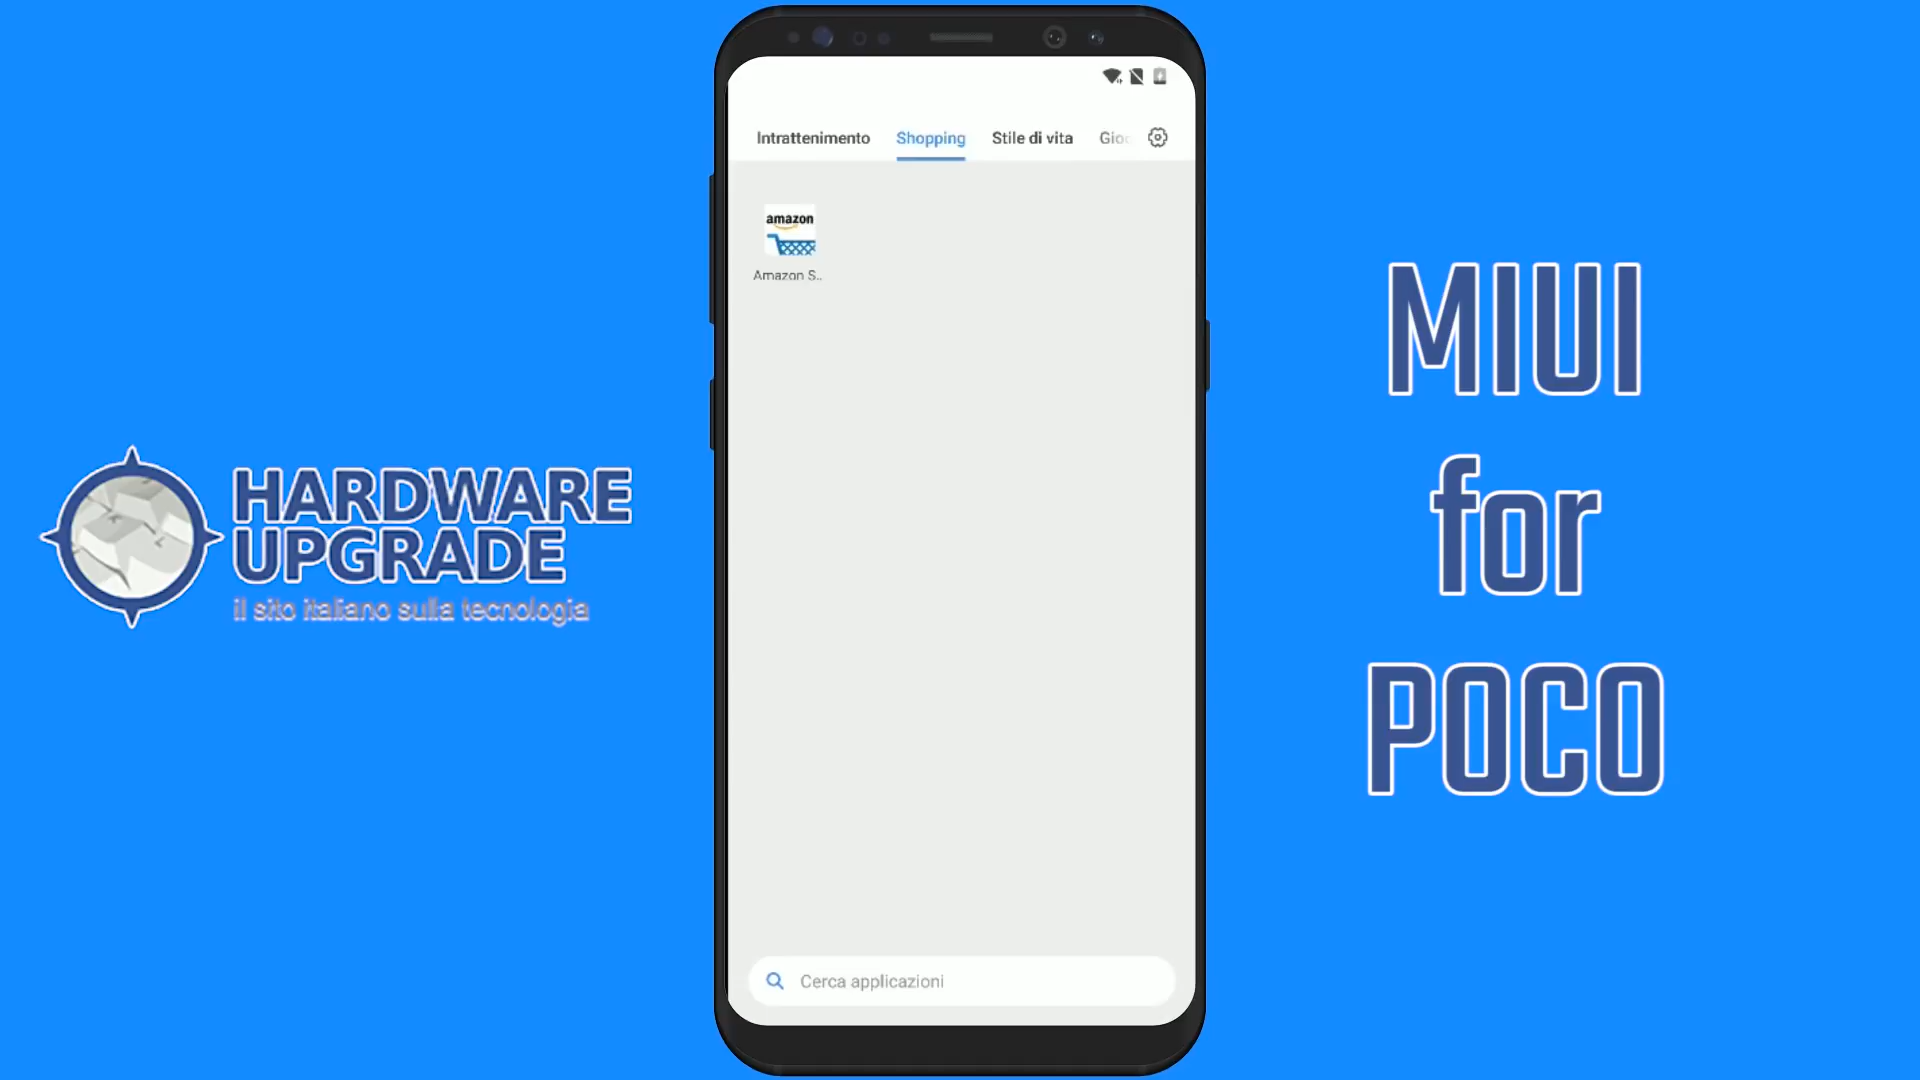 Intrattenimento Shopping Stile di vita Gioc
amazon
Amazon S..
Cerca applicazioni
HARDWARE
UPGRADE
il sito italiano sulla tecnologia
MIUI
for
POCO